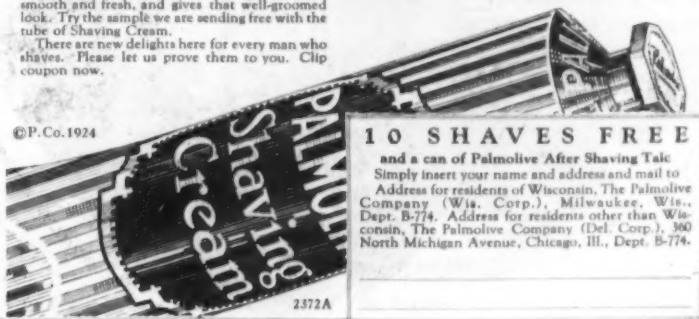 smooth and fresh, and gives that well-groomed
look. Try the sample we are sending free with the
tube of Shaving Cream.
There are new delights here for every man who
shaves. Please let us prove them to you. Clip
coupon now.
©P.Co.1924
PALMOLIVE
PALMOL
Shaving
Cream
2372A
10 SHAVES FREE
and a can of Palmolive After Shaving Talc
Simply insert your name and address and mail to
Address for residents of Wisconsin, The Palmolive
Company (Wis. Corp.), Milwaukee, Wis.,
Dept. B-774. Address for residents other than Wis-
consin, The Palmolive Company (Del. Corp.), 360
North Michigan Avenue, Chicago, Ill., Dept. B-774.